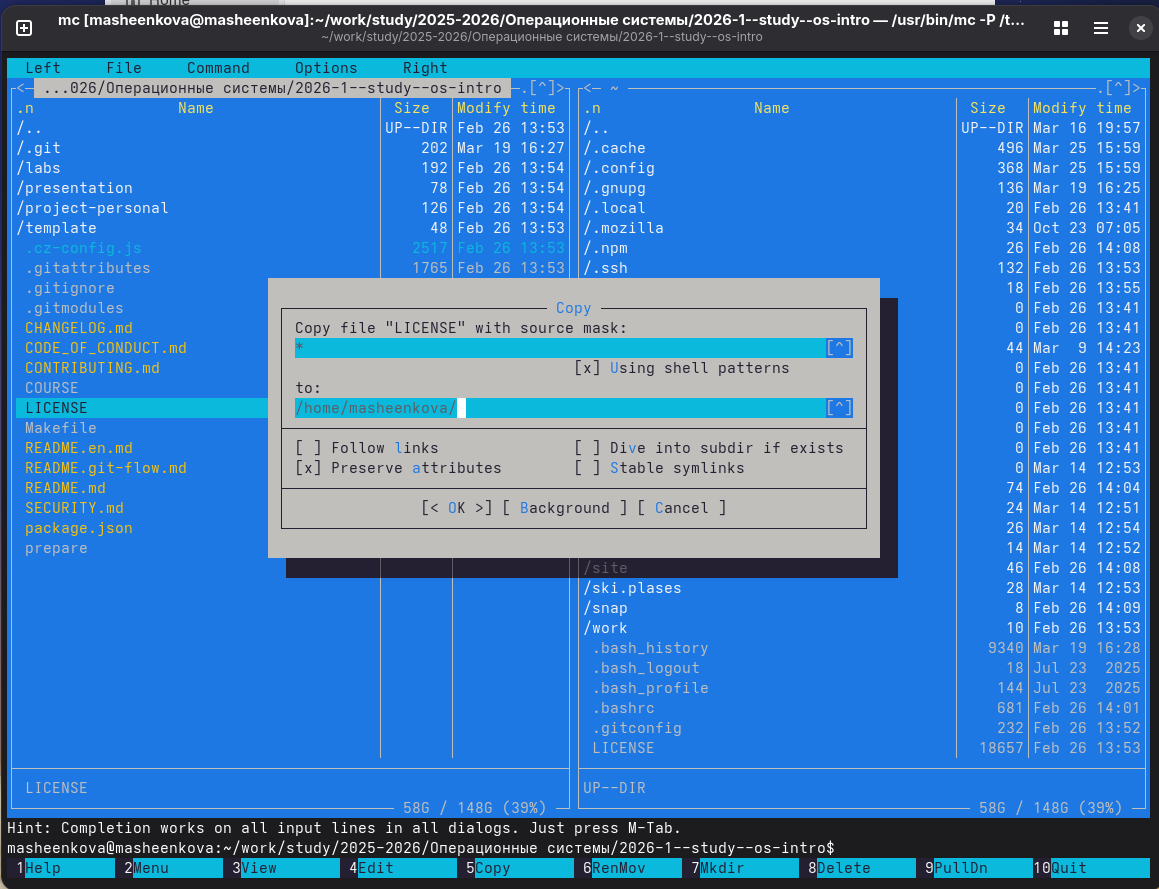 Home
mc [masheenkova@masheenkova]:~/work/study/2025-2026/Операционные системы/2026-1--study--os-intro — /usr/bin/mc -P /t…
~/work/study/2025-2026/Операционные системы/2026-1--study--os-intro
Left File Command Options Right
<— ...026/Операционные системы/2026-1--study--os-intro —.[^]>
.n Name Size Modify time
/.. UP--DIR Feb 26 13:53
/.git 202 Mar 19 16:27
/labs 192 Feb 26 13:54
/presentation 78 Feb 26 13:54
/project-personal 126 Feb 26 13:54
/template 48 Feb 26 13:53
.cz-config.js 2517 Feb 26 13:53
.gitattributes 1765 Feb 26 13:53
.gitignore
.gitmodules
CHANGELOG.md
CODE_OF_CONDUCT.md
CONTRIBUTING.md
COURSE
LICENSE
Makefile
README.en.md
README.git-flow.md
README.md
SECURITY.md
package.json
prepare
LICENSE
58G / 148G (39%)
<— ~ —.[^]>
.n Name Size Modify time
/.. UP--DIR Mar 16 19:57
/.cache 496 Mar 25 15:59
/.config 368 Mar 25 15:59
/.gnupg 136 Mar 19 16:25
/.local 20 Feb 26 13:41
/.mozilla 34 Oct 23 07:05
/.npm 26 Feb 26 14:08
/.ssh 132 Feb 26 13:53
18 Feb 26 13:55
0 Feb 26 13:41
0 Feb 26 13:41
44 Mar 9 14:23
0 Feb 26 13:41
0 Feb 26 13:41
0 Feb 26 13:41
0 Feb 26 13:41
0 Feb 26 13:41
0 Mar 14 12:53
74 Feb 26 14:04
24 Mar 14 12:51
26 Mar 14 12:54
14 Mar 14 12:52
/site 46 Feb 26 14:08
/ski.plases 28 Mar 14 12:53
/snap 8 Feb 26 14:09
/work 10 Feb 26 13:53
.bash_history 9340 Mar 19 16:28
.bash_logout 18 Jul 23 2025
.bash_profile 144 Jul 23 2025
.bashrc 681 Feb 26 14:01
.gitconfig 232 Feb 26 13:52
LICENSE 18657 Feb 26 13:53
UP--DIR
58G / 148G (39%)
Copy
Copy file "LICENSE" with source mask:
* [^]
[x] Using shell patterns
to:
/home/masheenkova/ [^]
[ ] Follow links [ ] Dive into subdir if exists
[x] Preserve attributes [ ] Stable symlinks
[< OK >] [ Background ] [ Cancel ]
Hint: Completion works on all input lines in all dialogs. Just press M-Tab.
masheenkova@masheenkova:~/work/study/2025-2026/Операционные системы/2026-1--study--os-intro$
1Help 2Menu 3View 4Edit 5Copy 6RenMov 7Mkdir 8Delete 9PullDn 10Quit